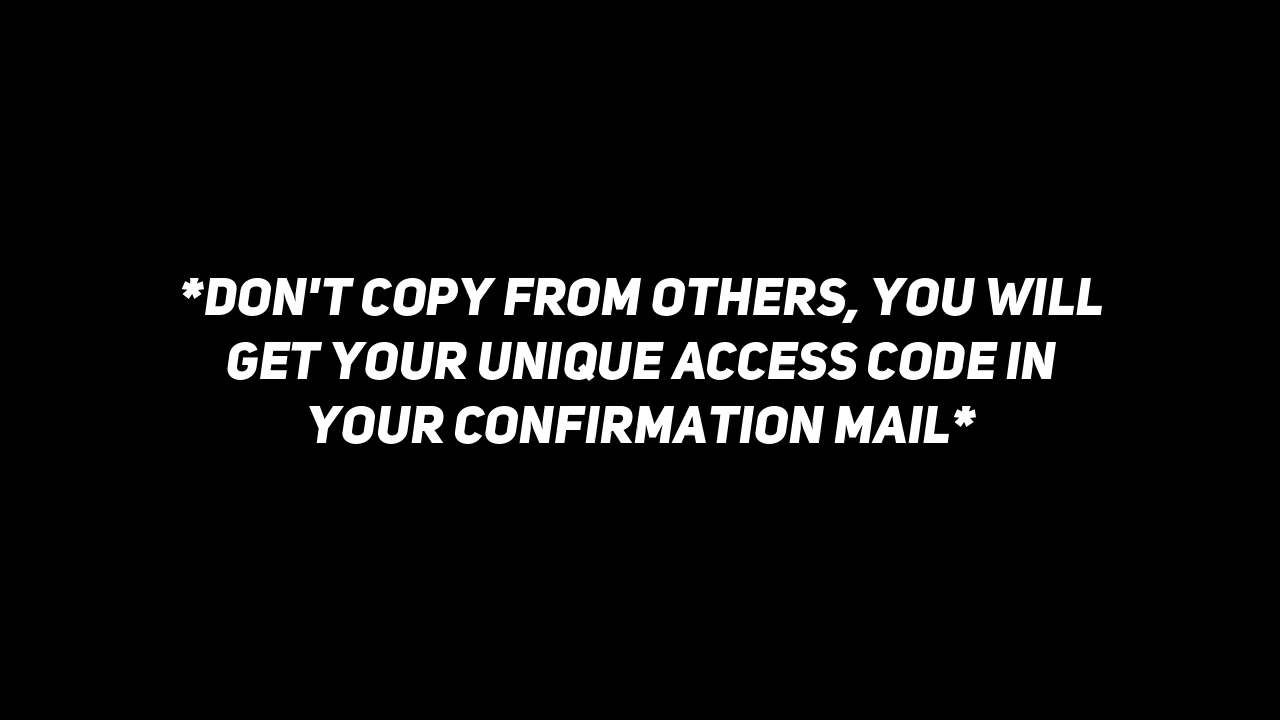 *DON'T COPY FROM OTHERS, YOU WILL
GET YOUR UNIQUE ACCESS CODE IN
YOUR CONFIRMATION MAIL*